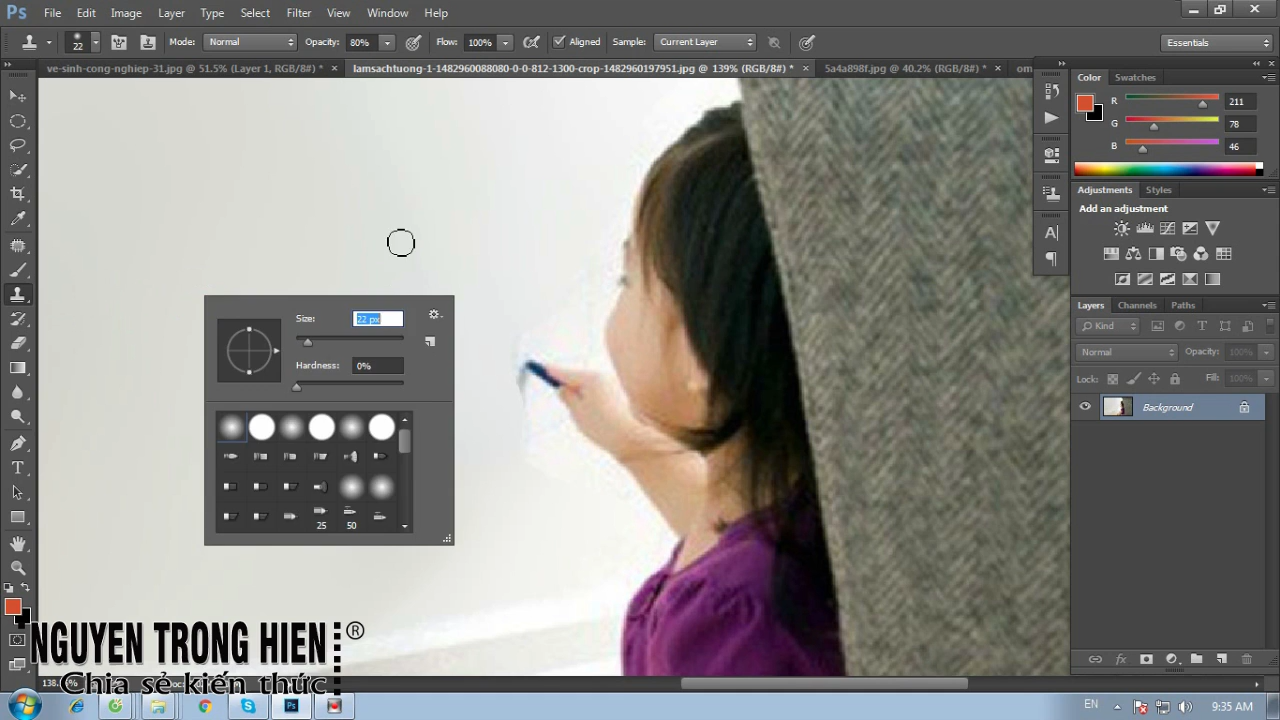 Ps File Edit Image Layer Type Select Filter View Window Help
22 Mode: Normal Opacity: 80% Flow: 100% Aligned Sample: Current Layer Essentials
ve-sinh-cong-nghiep-31.jpg @ 51.5% (Layer 1, RGB/8#) * × lamsachtuong-1-1482960088080-0-0-812-1300-crop-1482960197951.jpg @ 139% (RGB/8#) * × 5a4a898f.jpg @ 40.2% (RGB/8#) * × om
Color Swatches
R 211
G 78
B 46
Adjustments Styles
Add an adjustment
Layers Channels Paths
Kind
Normal Opacity: 100%
Lock: Fill: 100%
Background
Size: 22 px
Hardness: 0%
25 50
NGUYEN TRONG HIEN ®
Chia sẻ kiến thức
EN 9:35 AM